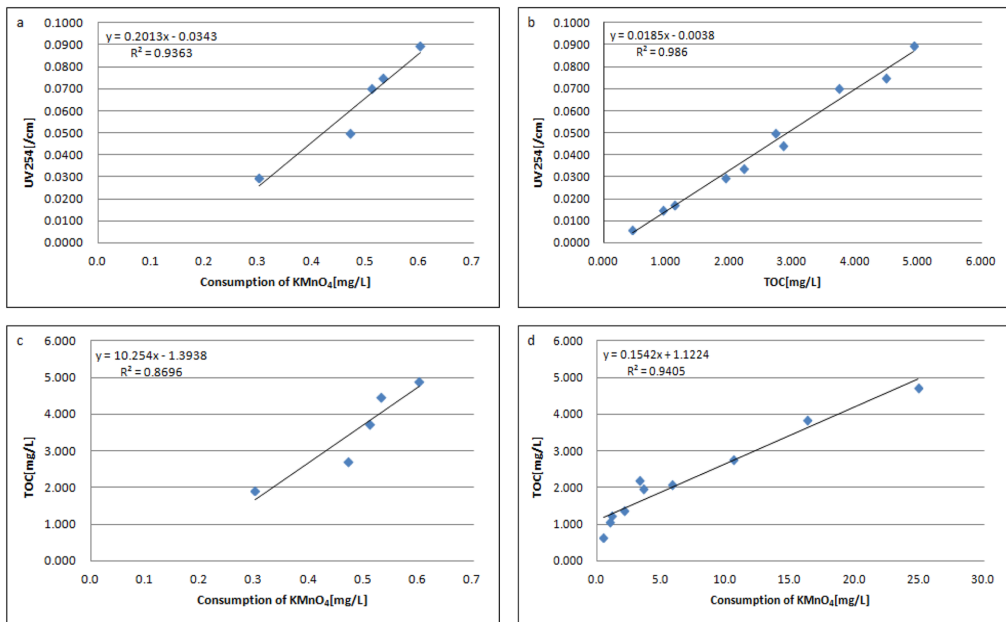 a
y = 0.2013x - 0.0343
R² = 0.9363
0.1000
0.0900
0.0800
0.0700
0.0600
0.0500
0.0400
0.0300
0.0200
0.0100
0.0000
UV254[/cm]
0.0 0.1 0.2 0.3 0.4 0.5 0.6 0.7
Consumption of KMnO₄[mg/L]
b
y = 0.0185x - 0.0038
R² = 0.986
0.1000
0.0900
0.0800
0.0700
0.0600
0.0500
0.0400
0.0300
0.0200
0.0100
0.0000
UV254[/cm]
0.000 1.000 2.000 3.000 4.000 5.000 6.000
TOC[mg/L]
c
y = 10.254x - 1.3938
R² = 0.8696
6.000
5.000
4.000
3.000
2.000
1.000
0.000
TOC[mg/L]
0.0 0.1 0.2 0.3 0.4 0.5 0.6 0.7
Consumption of KMnO₄[mg/L]
d
y = 0.1542x + 1.1224
R² = 0.9405
6.000
5.000
4.000
3.000
2.000
1.000
0.000
TOC[mg/L]
0.0 5.0 10.0 15.0 20.0 25.0 30.0
Consumption of KMnO₄[mg/L]